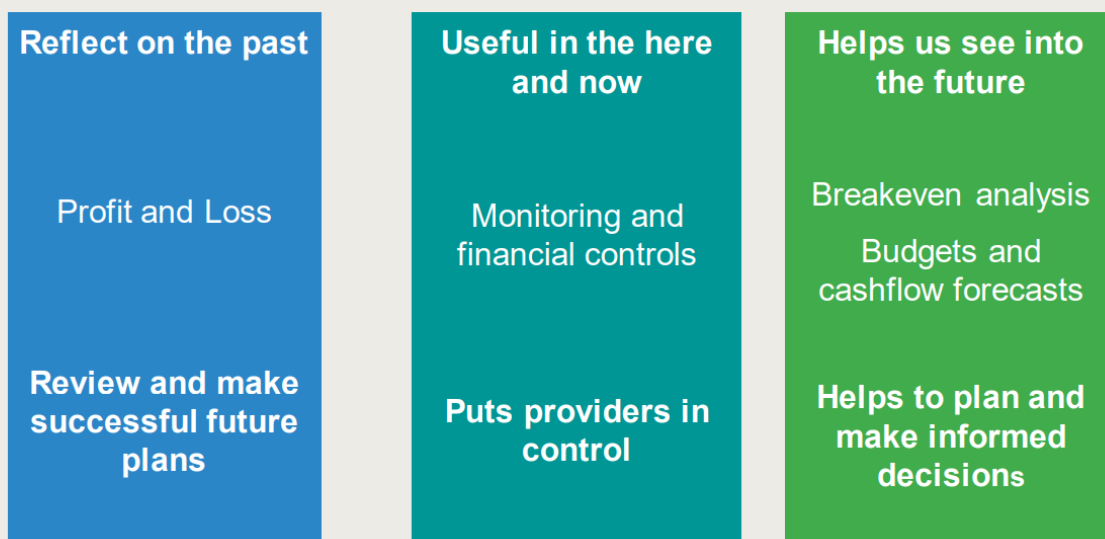 Reflect on the past
Profit and Loss
Review and make
successful future
plans
Useful in the here
and now
Monitoring and
financial controls
Puts providers in
control
Helps us see into
the future
Breakeven analysis
Budgets and
cashflow forecasts
Helps to plan and
make informed
decisions